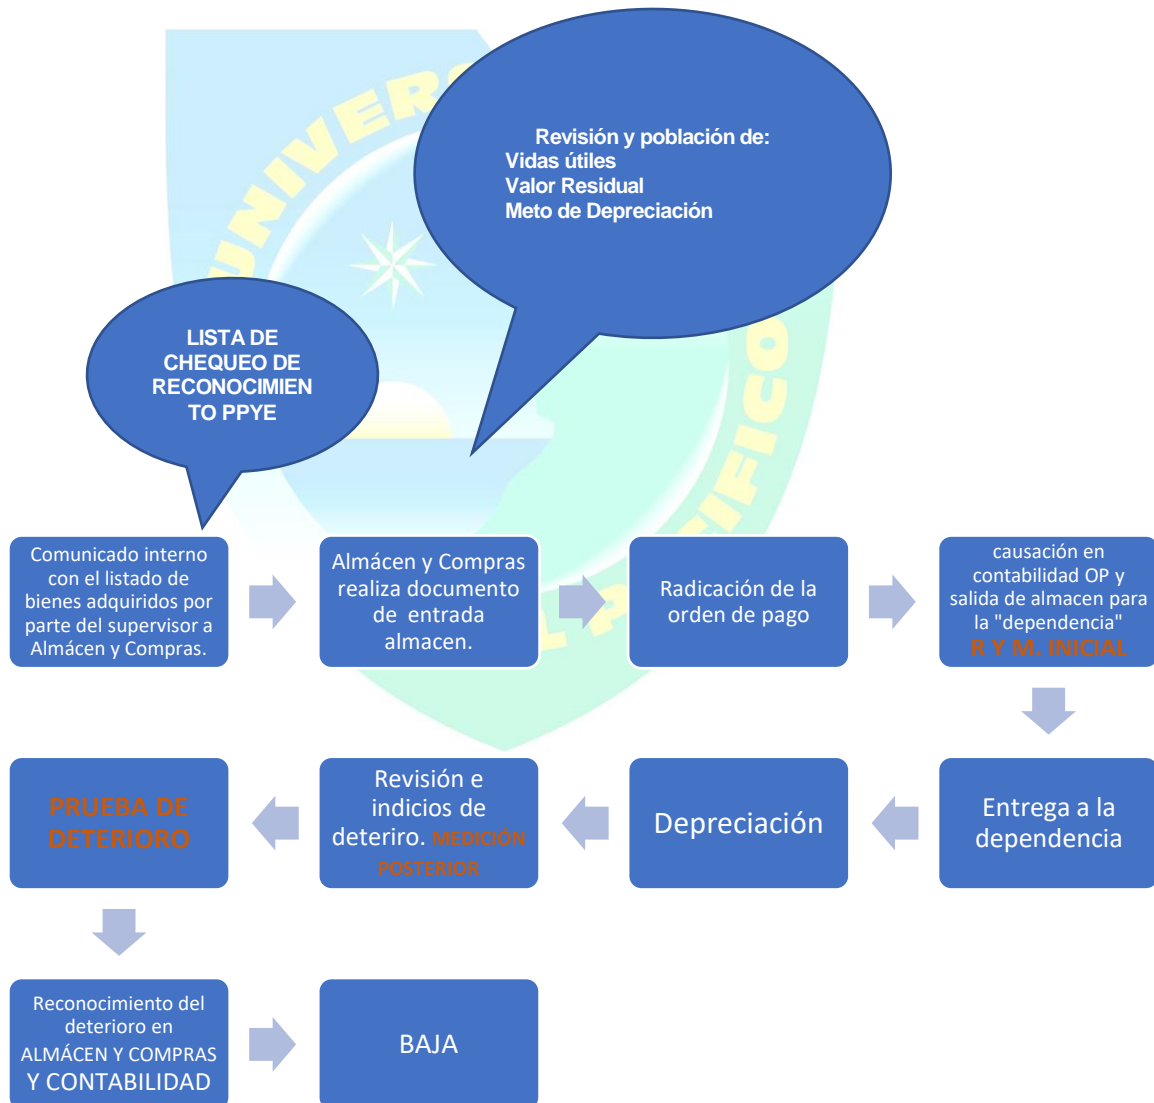 Revisión y población de:
Vidas útiles
Valor Residual
Meto de Depreciación
LISTA DE
CHEQUEO DE
RECONOCIMIEN
TO PPYE
UNIVERS
L PA
IFICO
Comunicado interno
con el listado de
bienes adquiridos por
parte del supervisor a
Almácen y Compras.
Almácen y Compras
realiza documento
de entrada
almacen.
Radicación de la
orden de pago
causación en
contabilidad OP y
salida de almacen para
la "dependencia"
R Y M. INICIAL
Entrega a la
dependencia
Depreciación
Revisión e
indicios de
deteriro. MEDICIÓN
POSTERIOR
PRUEBA DE
DETERIORO
Reconocimiento del
deterioro en
ALMÁCEN Y COMPRAS
Y CONTABILIDAD
BAJA